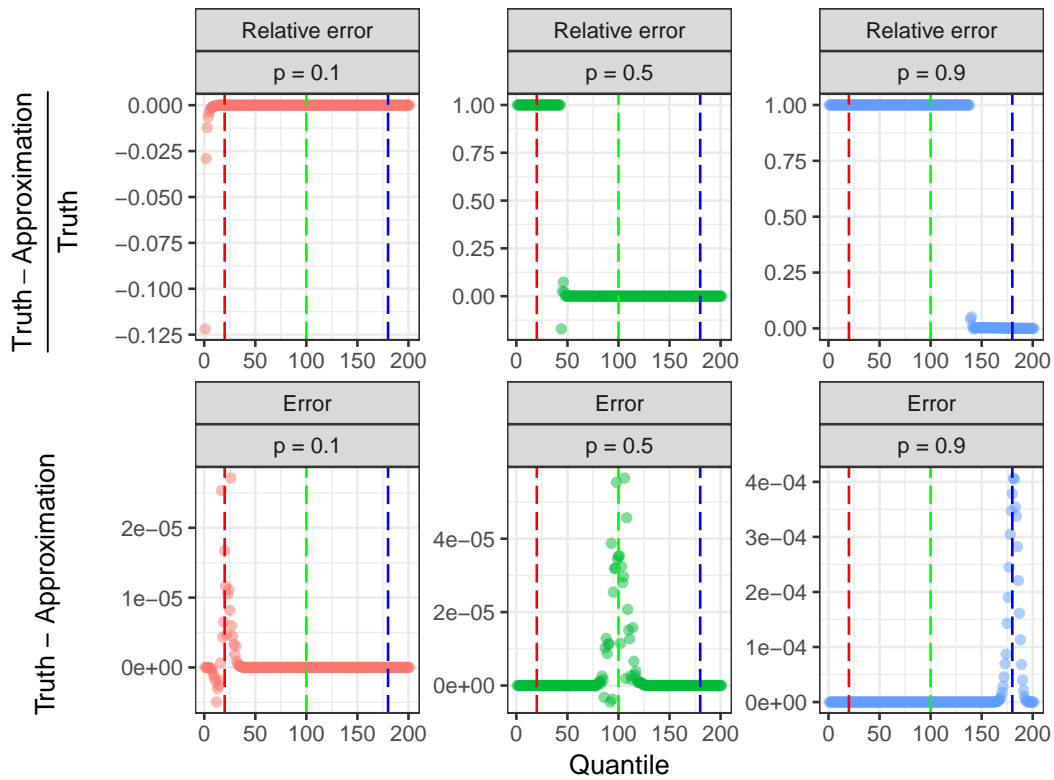 Relative error
Relative error
Relative error
p = 0.1
p = 0.5
p = 0.9
Truth − Approximation
Truth
0.000
−0.025
−0.050
−0.075
−0.100
−0.125
1.00
0.75
0.50
0.25
0.00
1.00
0.75
0.50
0.25
0.00
0 50 100 150 200
0 50 100 150 200
0 50 100 150 200
Error
Error
Error
p = 0.1
p = 0.5
p = 0.9
Truth − Approximation
2e−05
1e−05
0e+00
4e−05
2e−05
0e+00
4e−04
3e−04
2e−04
1e−04
0e+00
0 50 100 150 200
0 50 100 150 200
0 50 100 150 200
Quantile